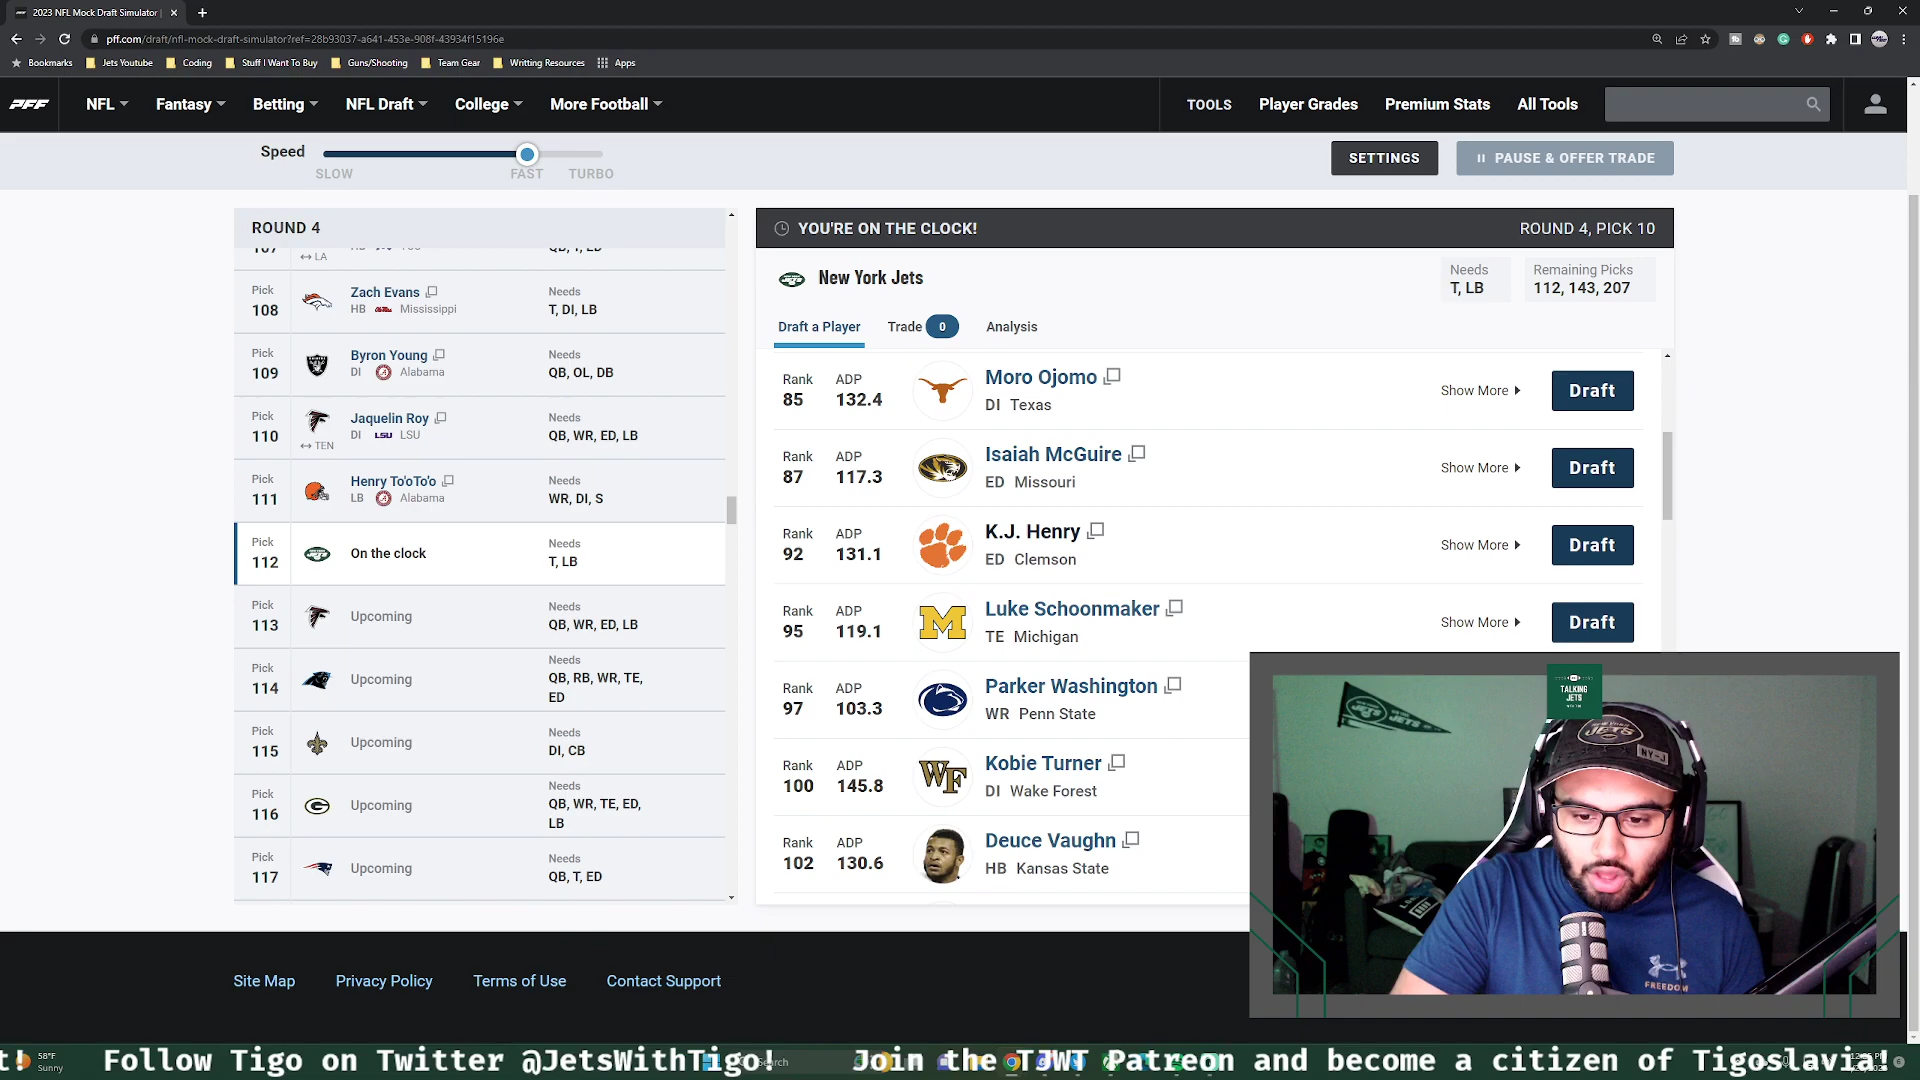 2023 NFL Mock Draft Simulator |
pff.com/draft/nfl-mock-draft-simulator?ref=28b93037-a641-453e-908f-43934f15196e
Bookmarks Jets Youtube Coding Stuff I Want To Buy Guns/Shooting Team Gear Writting Resources Apps
PFF NFL Fantasy Betting NFL Draft College More Football TOOLS Player Grades Premium Stats All Tools
Speed
SLOW FAST TURBO
SETTINGS PAUSE & OFFER TRADE
ROUND 4
↔ LA
Pick 108 Zach Evans HB Mississippi Needs T, DI, LB
Pick 109 Byron Young DI Alabama Needs QB, OL, DB
Pick 110 ↔ TEN Jaquelin Roy DI LSU LSU Needs QB, WR, ED, LB
Pick 111 Henry To'oTo'o LB Alabama Needs WR, DI, S
Pick 112 On the clock Needs T, LB
Pick 113 Upcoming Needs QB, WR, ED, LB
Pick 114 Upcoming Needs QB, RB, WR, TE, ED
Pick 115 Upcoming Needs DI, CB
Pick 116 Upcoming Needs QB, WR, TE, ED, LB
Pick 117 Upcoming Needs QB, T, ED
YOU'RE ON THE CLOCK! ROUND 4, PICK 10
New York Jets
Needs T, LB
Remaining Picks 112, 143, 207
Draft a Player Trade 0 Analysis
Rank 85 ADP 132.4 Moro Ojomo DI Texas Show More Draft
Rank 87 ADP 117.3 Isaiah McGuire ED Missouri Show More Draft
Rank 92 ADP 131.1 K.J. Henry ED Clemson Show More Draft
Rank 95 ADP 119.1 Luke Schoonmaker TE Michigan Show More Draft
Rank 97 ADP 103.3 Parker Washington WR Penn State
Rank 100 ADP 145.8 WF Kobie Turner DI Wake Forest
Rank 102 ADP 130.6 Deuce Vaughn HB Kansas State
TALKING
JETS
JETS
NY-J
FREEDOM
Site Map Privacy Policy Terms of Use Contact Support
58°F
Sunny
Follow Tigo on Twitter @JetsWithTigo! Join the TJWT Patreon and become a citizen of Tigoslavia!